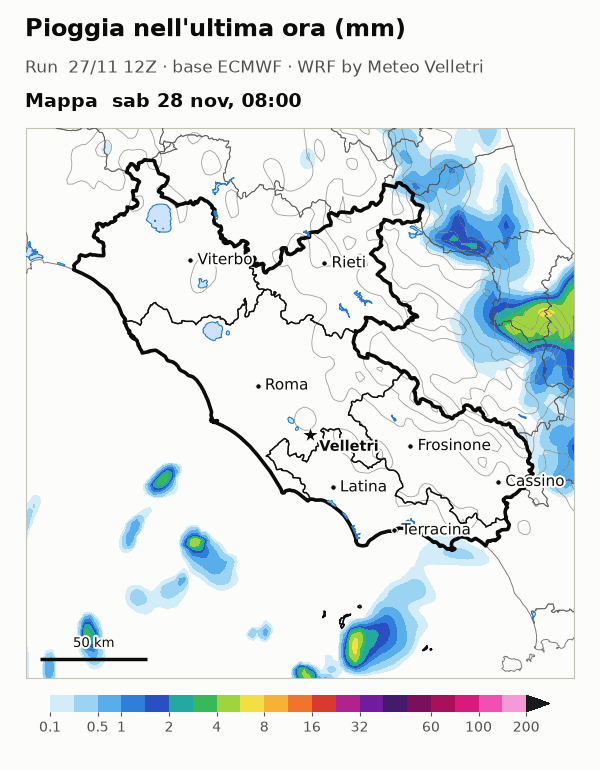 Pioggia nell'ultima ora (mm)
Run  27/11 12Z · base ECMWF · WRF by Meteo Velletri
Mappa  sab 28 nov, 08:00
Viterbo
Rieti
Roma
Velletri
Frosinone
Latina
Cassino
Terracina
50 km
0.1 0.5 1 2 4 8 16 32 60 100 200